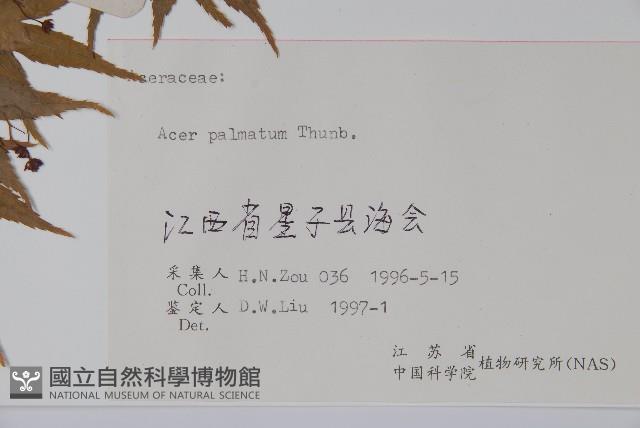 Aceraceae:
Acer palmatum Thunb.
江西省星子县海会
采集人 H.N.Zou 036 1996-5-15
Coll.
鉴定人 D.W.Liu 1997-1
Det.
江苏省
中国科学院 植物研究所(NAS)
國立自然科學博物館
NATIONAL MUSEUM OF NATURAL SCIENCE